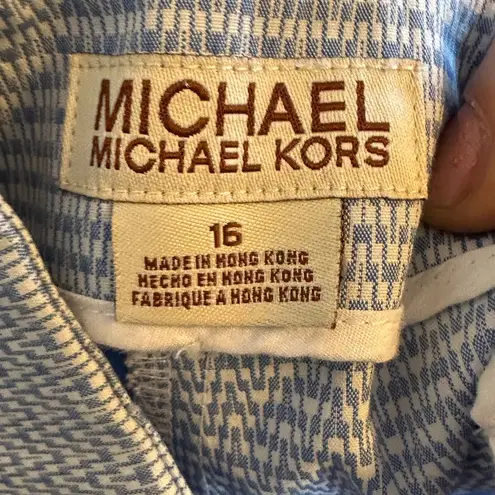 MICHAEL
MICHAEL KORS
16
MADE IN HONG KONG
HECHO EN HONG KONG
FABRIQUE A HONG KONG